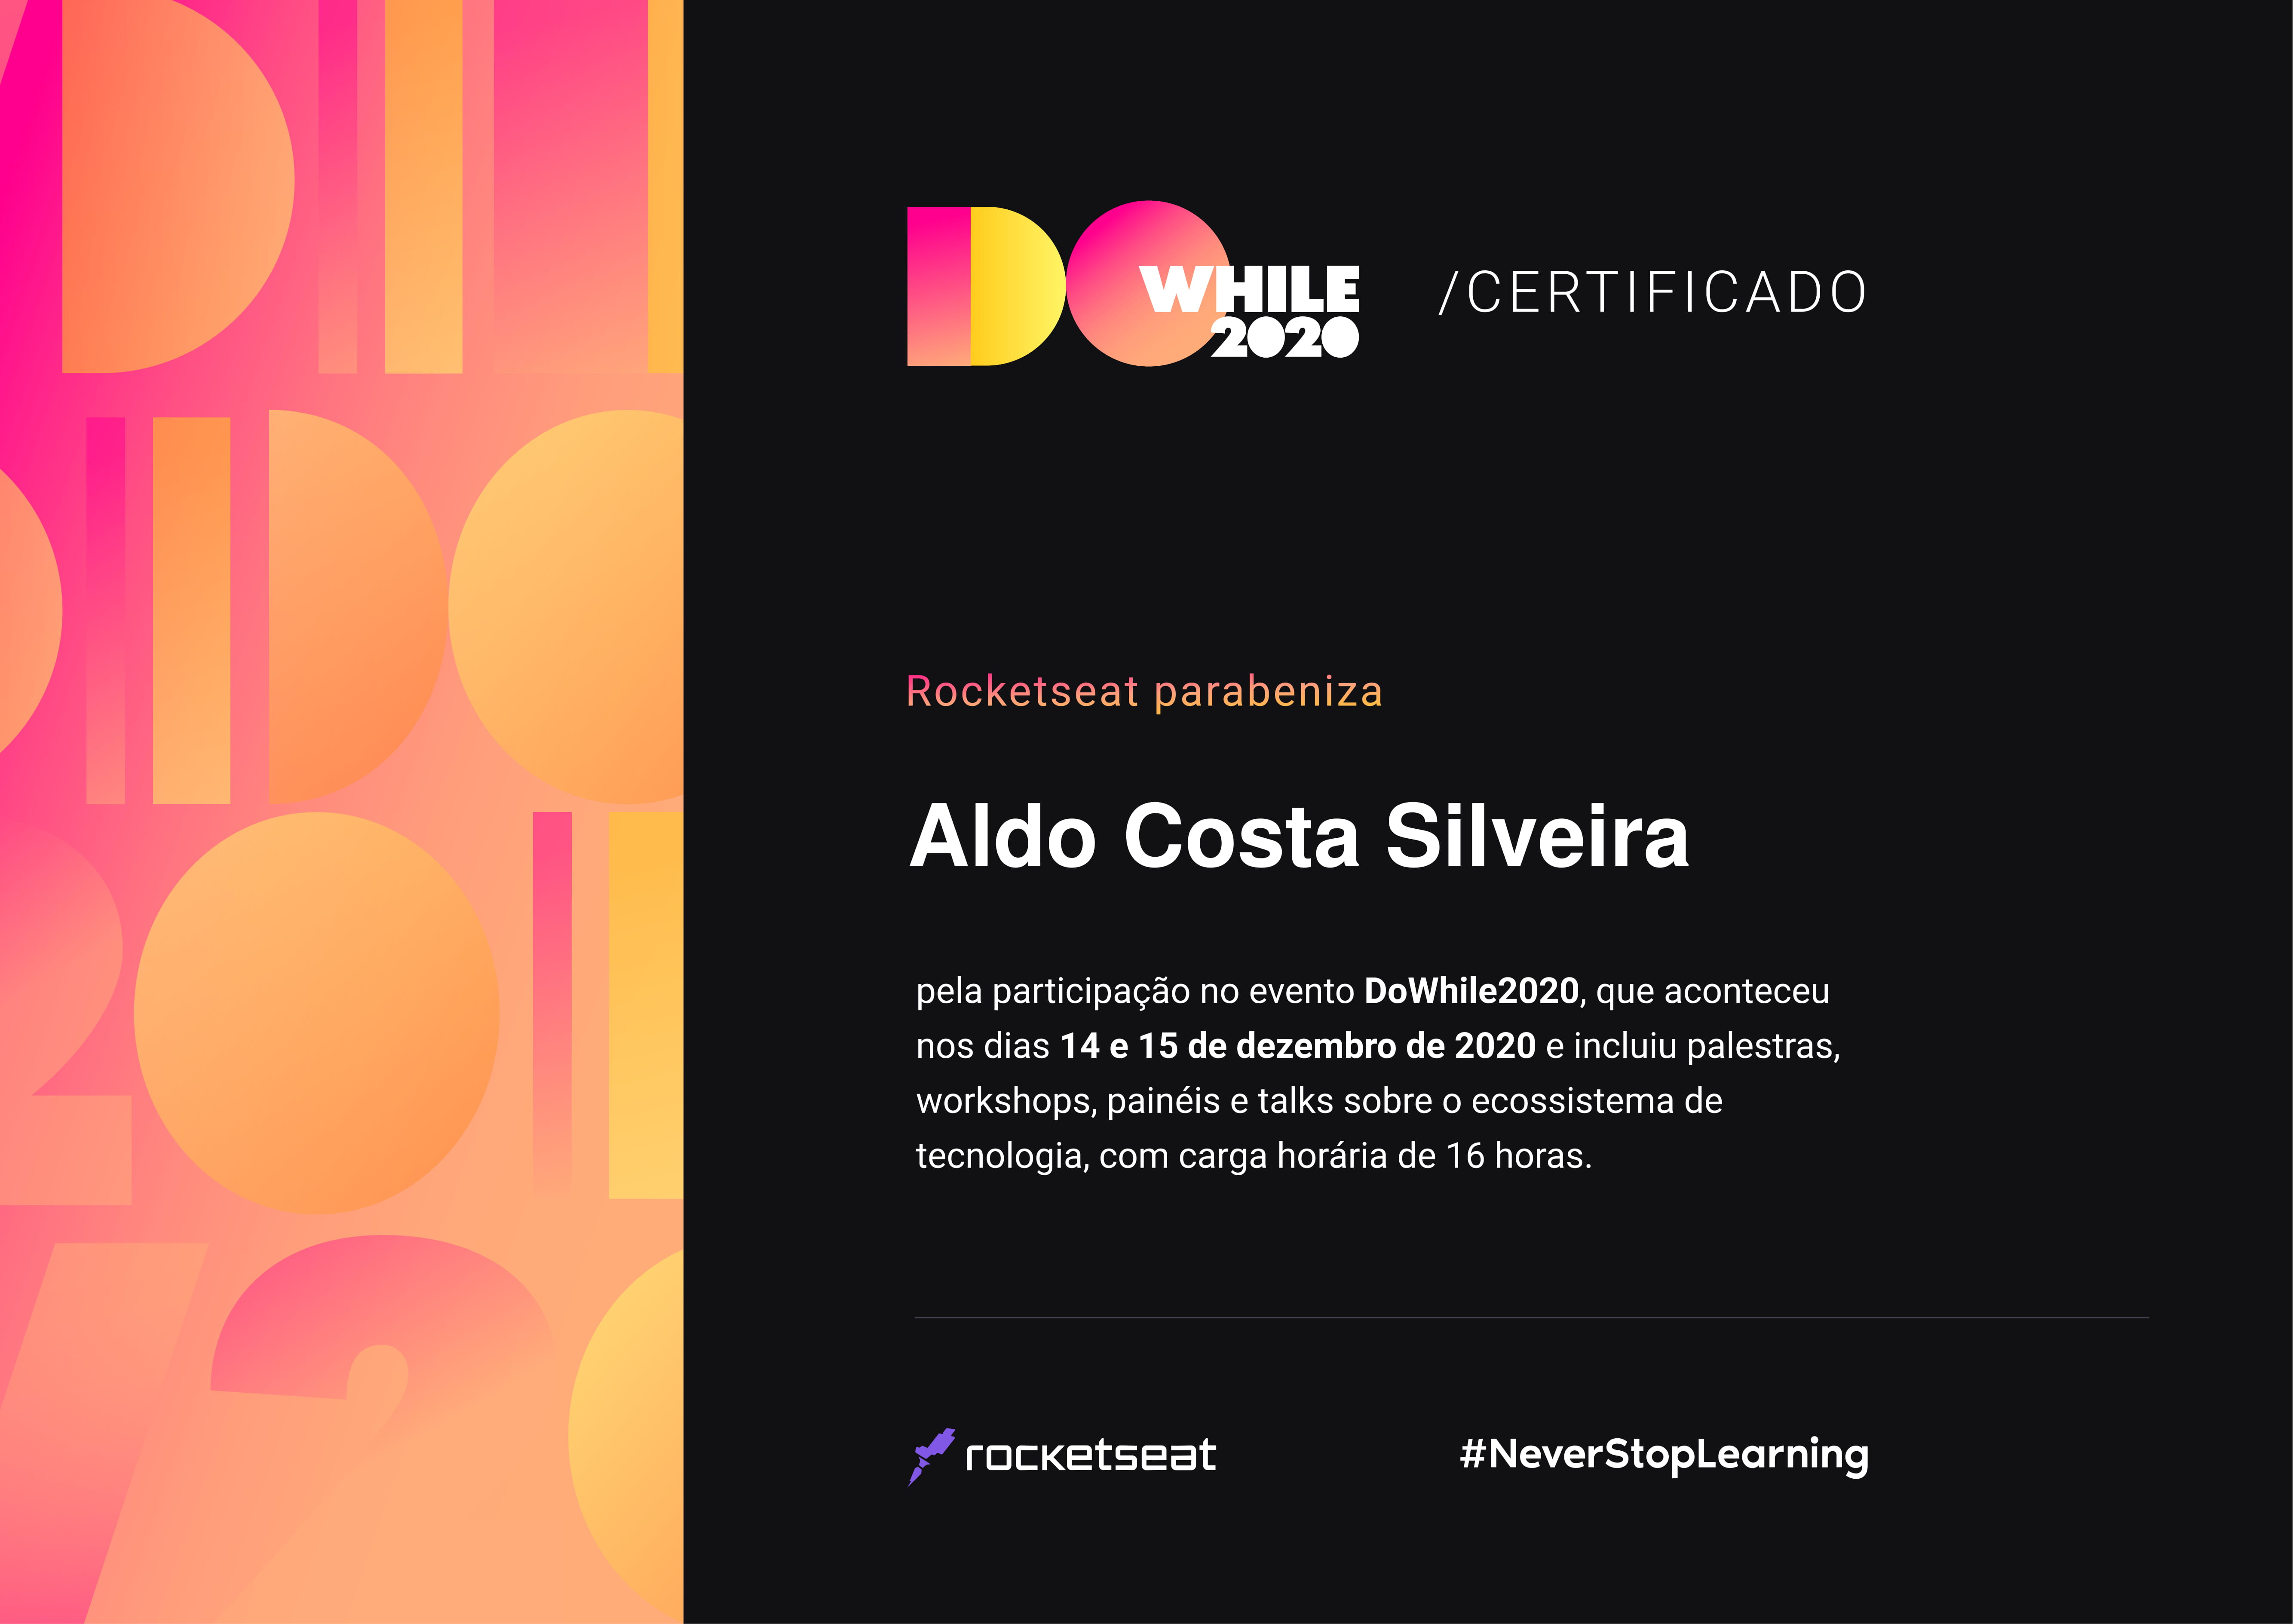 DO WHILE 2020
/CERTIFICADO
Rocketseat parabeniza
Aldo Costa Silveira
pela participação no evento DoWhile2020, que aconteceu
nos dias 14 e 15 de dezembro de 2020 e incluiu palestras,
workshops, painéis e talks sobre o ecossistema de
tecnologia, com carga horária de 16 horas.
rocketseat
#NeverStopLearning